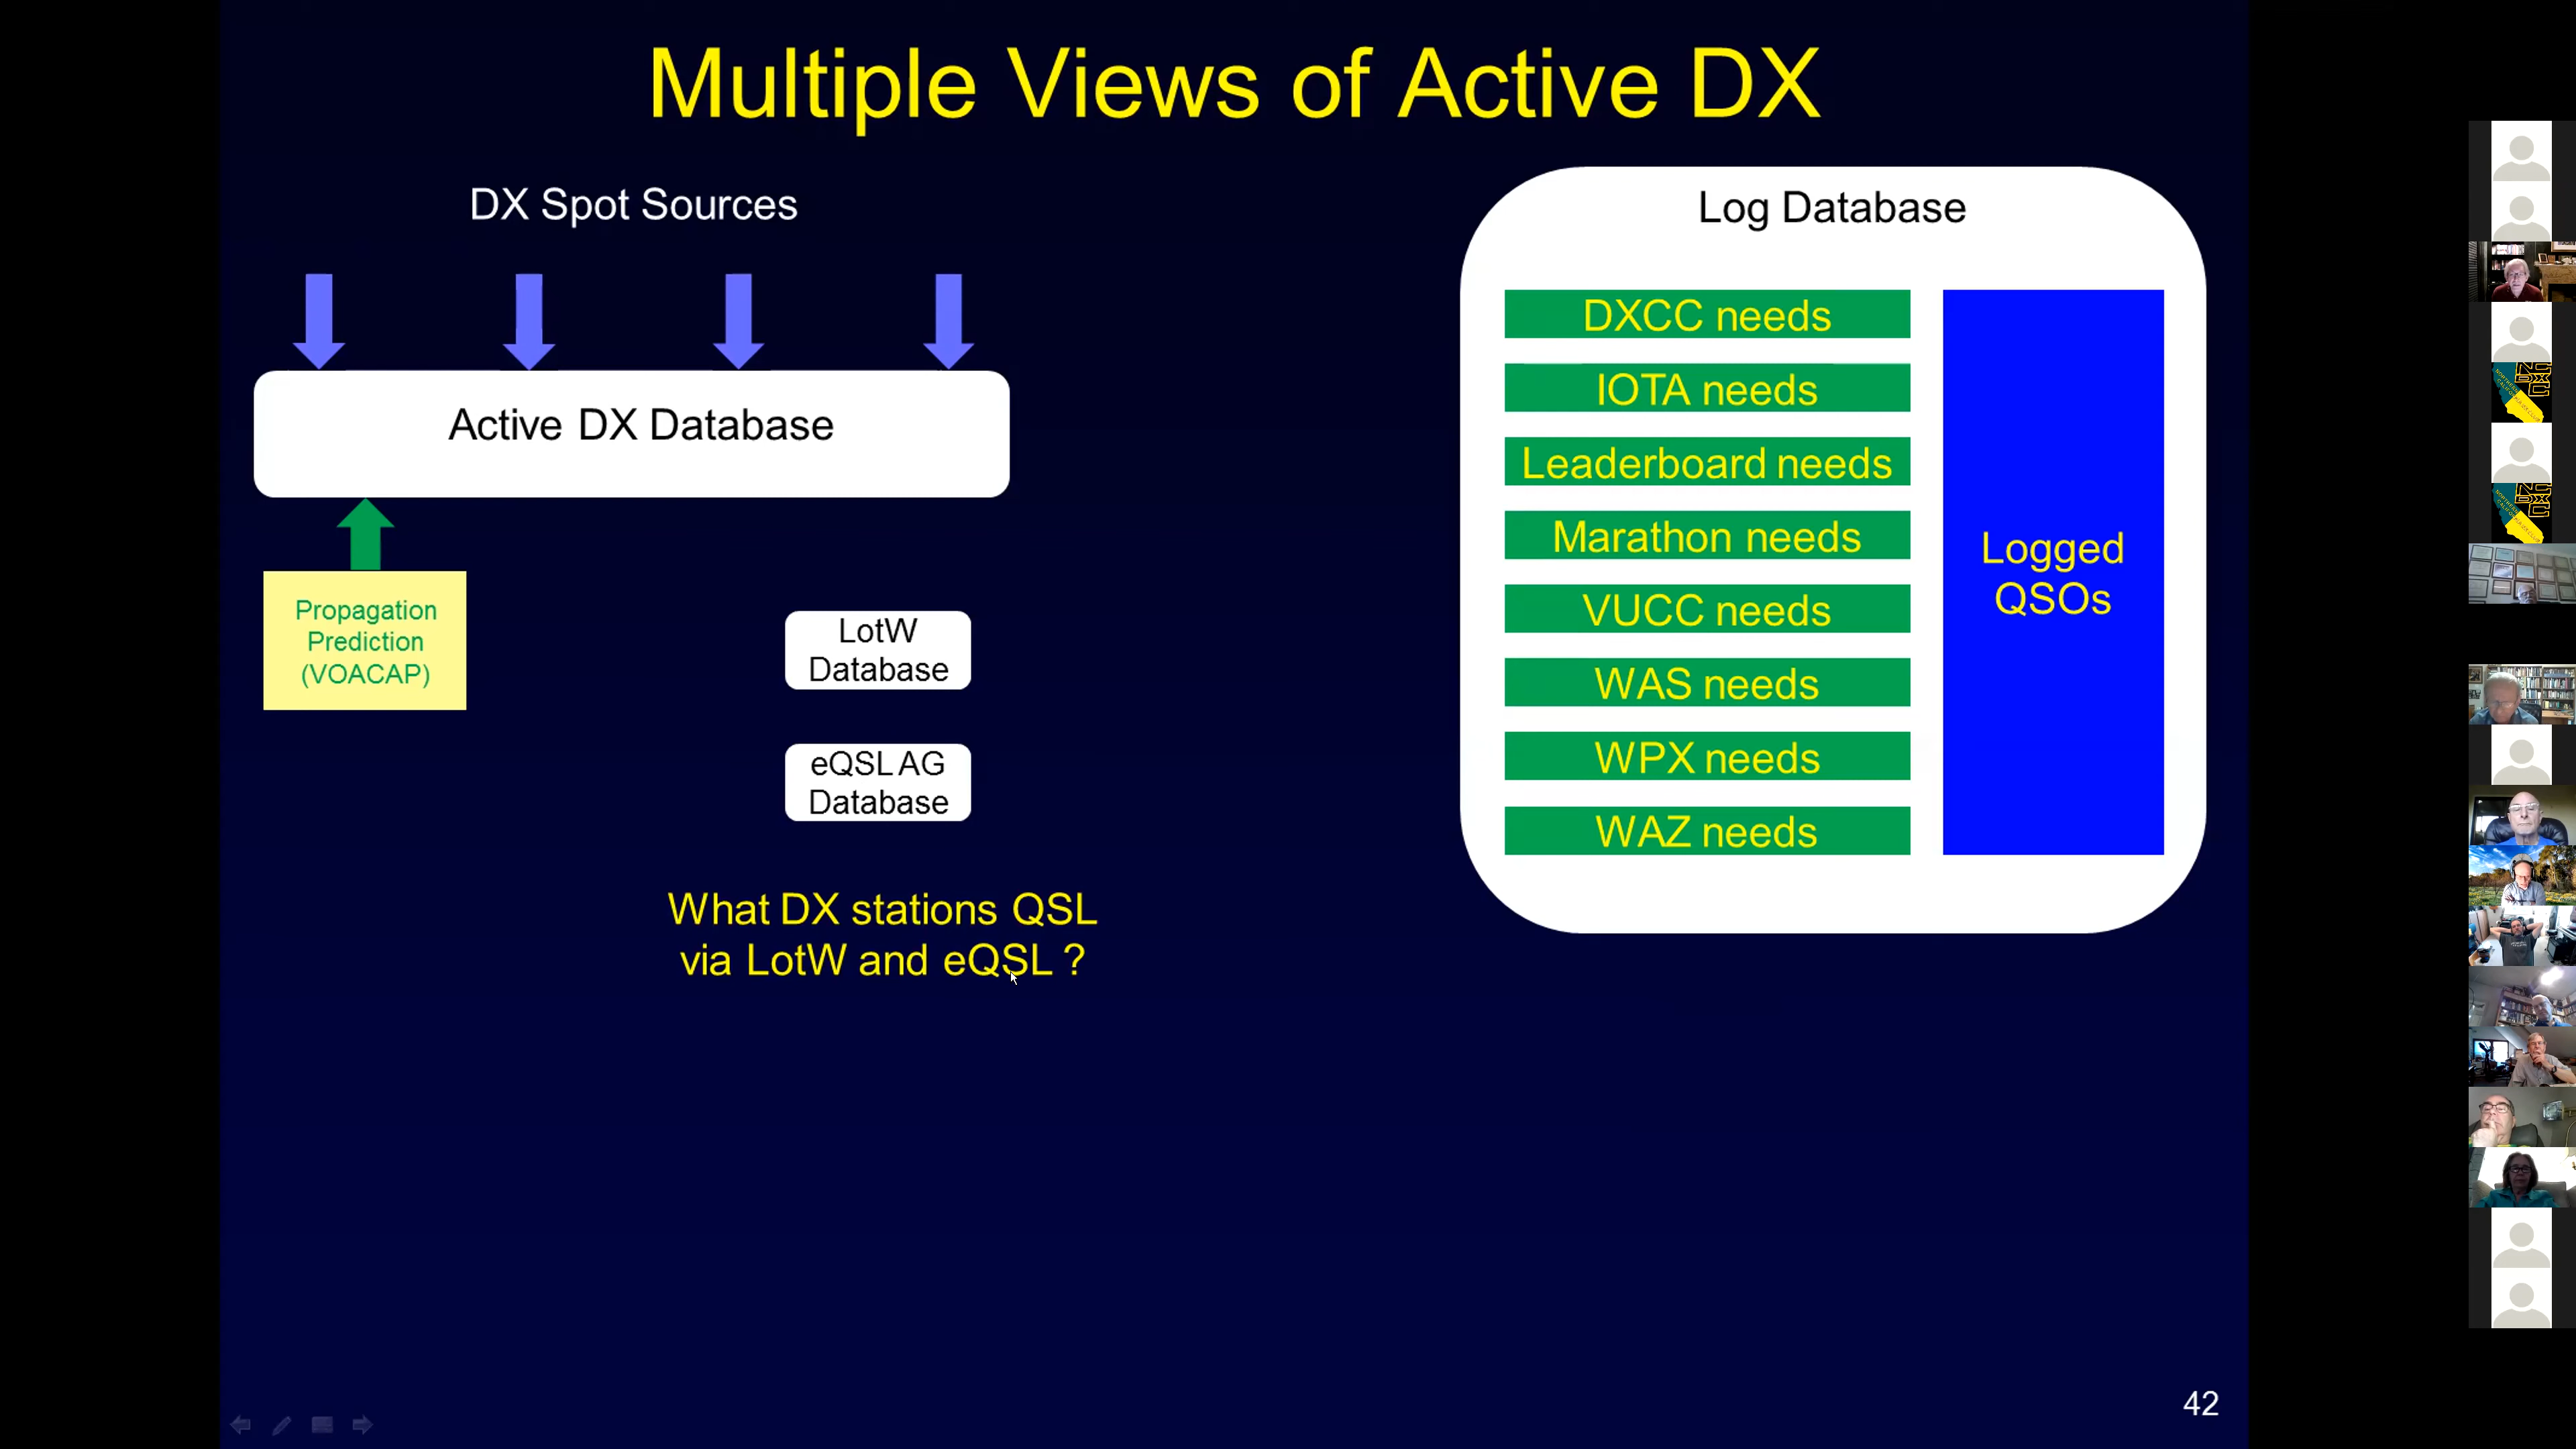 Multiple Views of Active DX
DX Spot Sources
Active DX Database
Propagation
Prediction
(VOACAP)
LotW
Database
eQSL AG
Database
What DX stations QSL
via LotW and eQSL ?
Log Database
DXCC needs
IOTA needs
Leaderboard needs
Marathon needs
VUCC needs
WAS needs
WPX needs
WAZ needs
Logged
QSOs
42